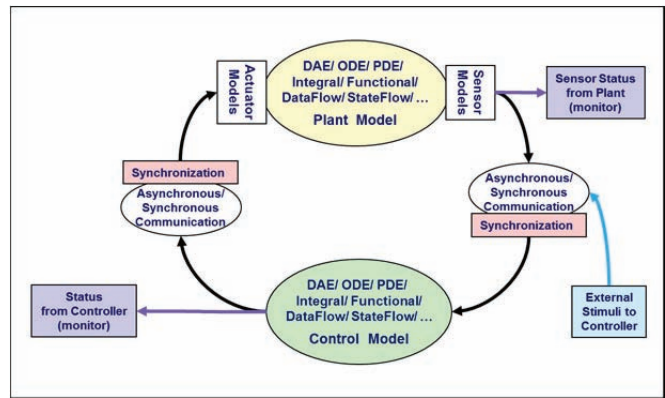 Actuator
Models
DAE/ ODE/ PDE/
Integral/ Functional/
DataFlow/ StateFlow/ ...
Plant Model
Sensor
Models
Sensor Status
from Plant
(monitor)
Synchronization
Asynchronous/
Synchronous
Communication
Asynchronous/
Synchronous
Communication
Synchronization
Status
from Controller
(monitor)
DAE/ ODE/ PDE/
Integral/ Functional/
DataFlow/ StateFlow/ ...
Control Model
External
Stimuli to
Controller